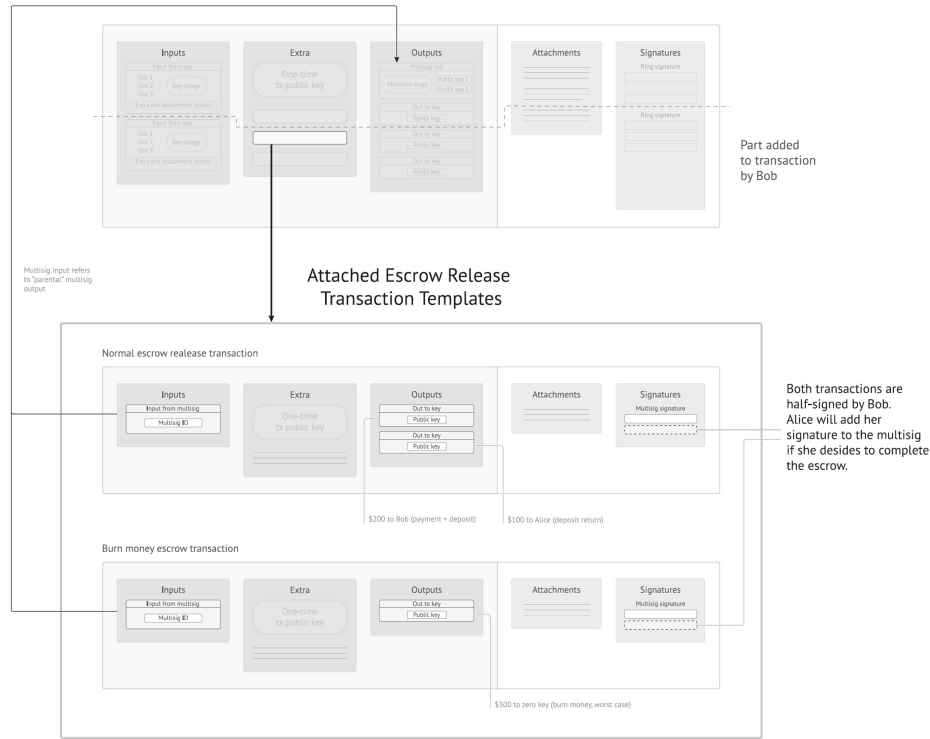 Inputs
Input from key
Out 1
Out 2
Out 3
Key image
Extra and attachment counts
Input from key
Out 1
Out 2
Out 3
Key image
Extra and attachment counts
Extra
One-time
tx public key
Outputs
Multisig out
Minimum sings
Public key 1
Public key 2
Out to key
Public key
Out to key
Public key
Out to key
Public key
Attachments
Signatures
Ring signature
Ring signature
Part added
to transaction
by Bob
Multisig input refers
to "parental" multisig
output
Attached Escrow Release
Transaction Templates
Normal escrow realease transaction
Inputs
Input from multisig
Multisig ID
Extra
One-time
tx public key
Outputs
Out to key
Public key
Out to key
Public key
Attachments
Signatures
Multisig signature
Both transactions are
half-signed by Bob.
Alice will add her
signature to the multisig
if she desides to complete
the escrow.
$200 to Bob (payment + deposit)
$100 to Alice (deposit return)
Burn money escrow transaction
Inputs
Input from multisig
Multisig ID
Extra
One-time
tx public key
Outputs
Out to key
Public key
Attachments
Signatures
Multisig signature
$300 to zero key (burn money, worst case)